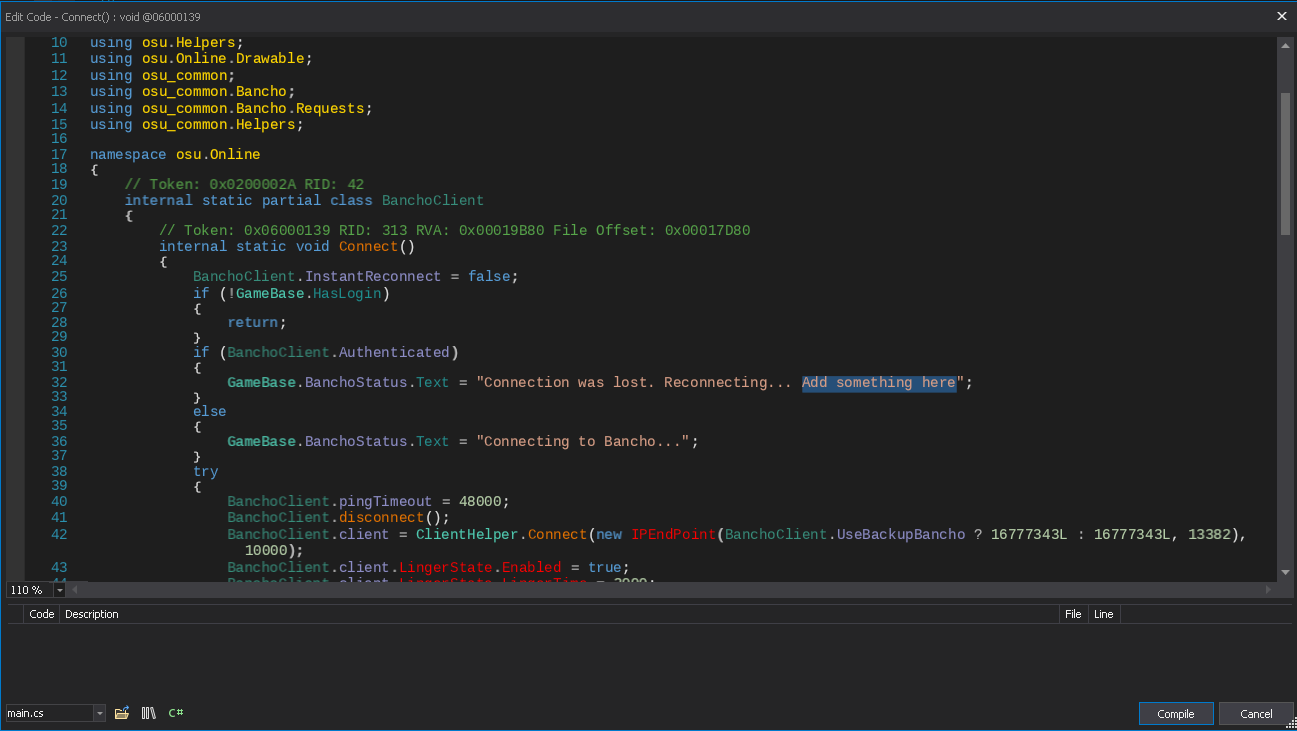 Edit Code - Connect() : void @06000139
10 using osu.Helpers;
11 using osu.Online.Drawable;
12 using osu_common;
13 using osu_common.Bancho;
14 using osu_common.Bancho.Requests;
15 using osu_common.Helpers;
16
17 namespace osu.Online
18 {
19 // Token: 0x0200002A RID: 42
20 internal static partial class BanchoClient
21 {
22 // Token: 0x06000139 RID: 313 RVA: 0x00019B80 File Offset: 0x00017D80
23 internal static void Connect()
24 {
25 BanchoClient.InstantReconnect = false;
26 if (!GameBase.HasLogin)
27 {
28 return;
29 }
30 if (BanchoClient.Authenticated)
31 {
32 GameBase.BanchoStatus.Text = "Connection was lost. Reconnecting... Add something here";
33 }
34 else
35 {
36 GameBase.BanchoStatus.Text = "Connecting to Bancho...";
37 }
38 try
39 {
40 BanchoClient.pingTimeout = 48000;
41 BanchoClient.disconnect();
42 BanchoClient.client = ClientHelper.Connect(new IPEndPoint(BanchoClient.UseBackupBancho ? 16777343L : 16777343L, 13382),
10000);
43 BanchoClient.client.LingerState.Enabled = true;
44 BanchoClient.client.LingerState.LingerTime = 2000;
110 %
Code Description File Line
main.cs C# Compile Cancel